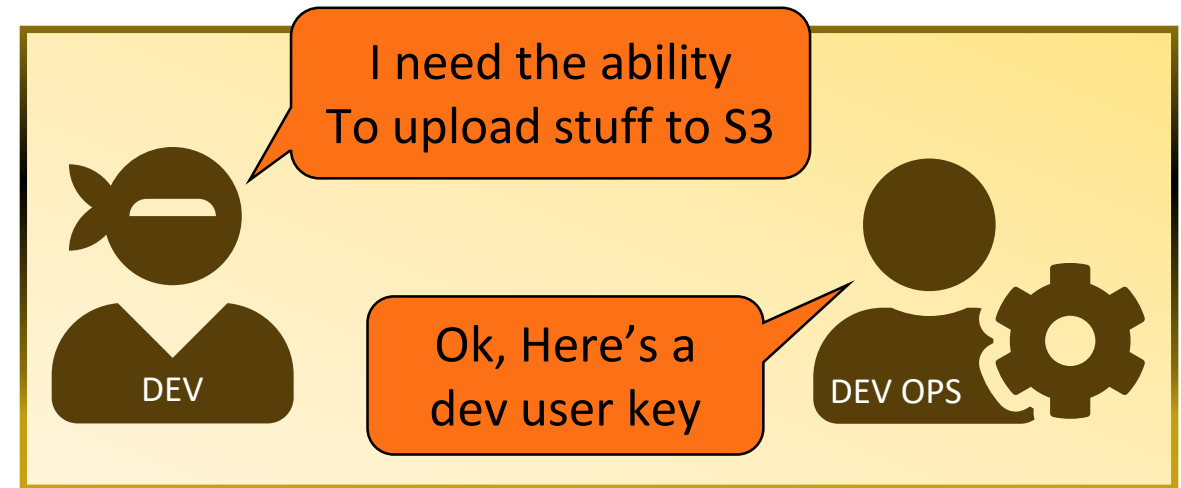 I need the ability
To upload stuff to S3
Ok, Here’s a
dev user key
DEV
DEV OPS